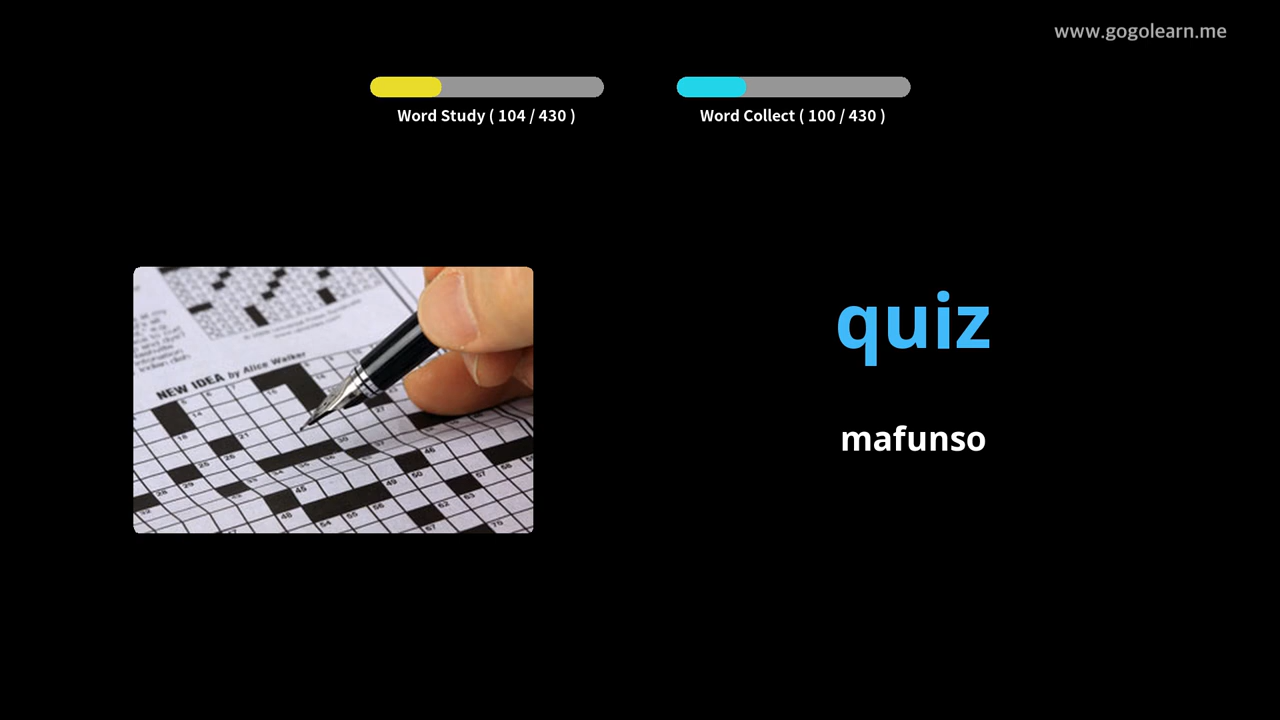 www.gogolearn.me
Word Study ( 104 / 430 )
Word Collect ( 100 / 430 )
quiz
mafunso
NEW IDEA by Alice Walker